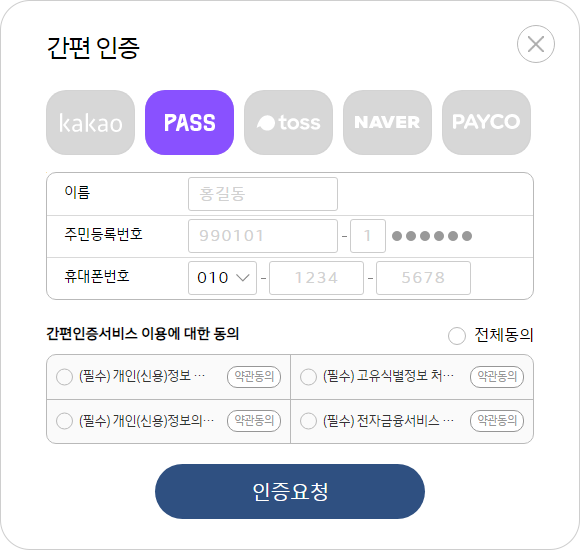 간편 인증
kakao PASS toss NAVER PAYCO
이름 홍길동
주민등록번호 990101 - 1 ●●●●●●
휴대폰번호 010 - 1234 - 5678
간편인증서비스 이용에 대한 동의 전체동의
(필수) 개인(신용)정보 ··· 약관동의 (필수) 고유식별정보 처··· 약관동의
(필수) 개인(신용)정보의··· 약관동의 (필수) 전자금융서비스 ··· 약관동의
인증요청